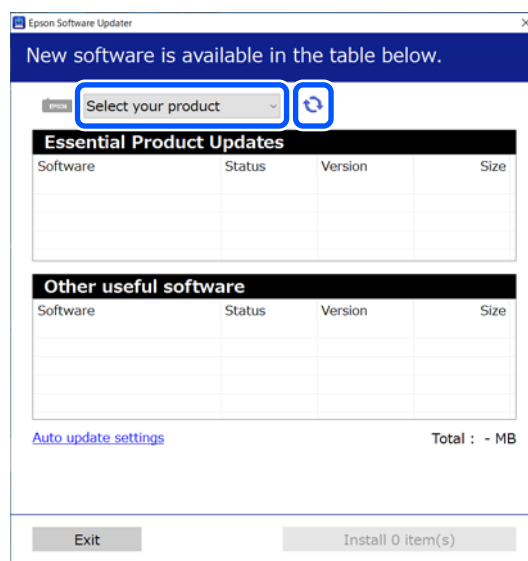 Epson Software Updater
New software is available in the table below.
EPSON Select your product
Essential Product Updates
Software Status Version Size
Other useful software
Software Status Version Size
Auto update settings Total : - MB
Exit Install 0 item(s)